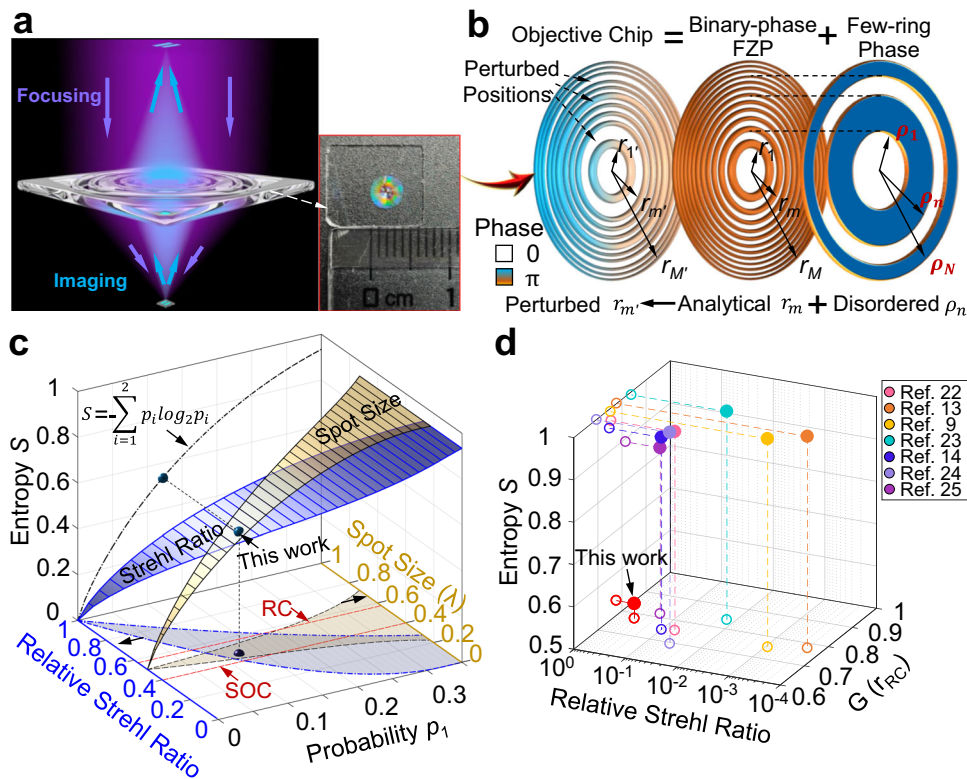 a
Focusing
Imaging
0 cm 1
b
Objective Chip = Binary-phase FZP + Few-ring Phase
Perturbed Positions
r1'
rm'
rM'
r1
rm
rM
ρ1
ρn
ρN
Phase
0
π
Perturbed rm' Analytical rm + Disordered ρn
c
S=-∑ pi log2 pi
2
i=1
Entropy S
1
0.8
0.6
0.4
0.2
0
Spot Size
Strehl Ratio
This work
RC
SOC
Spot Size (λ)
1
0.8
0.6
0.4
0.2
0
Relative Strehl Ratio
1
0.8
0.6
0.4
0.2
0
Probability p1
0
0.1
0.2
0.3
d
Ref. 22
Ref. 13
Ref. 9
Ref. 23
Ref. 14
Ref. 24
Ref. 25
Entropy S
1
0.9
0.8
0.7
0.6
0.5
This work
Relative Strehl Ratio
10^0
10^-1
10^-2
10^-3
10^-4
G (rRC)
0.6
0.7
0.8
0.9
1